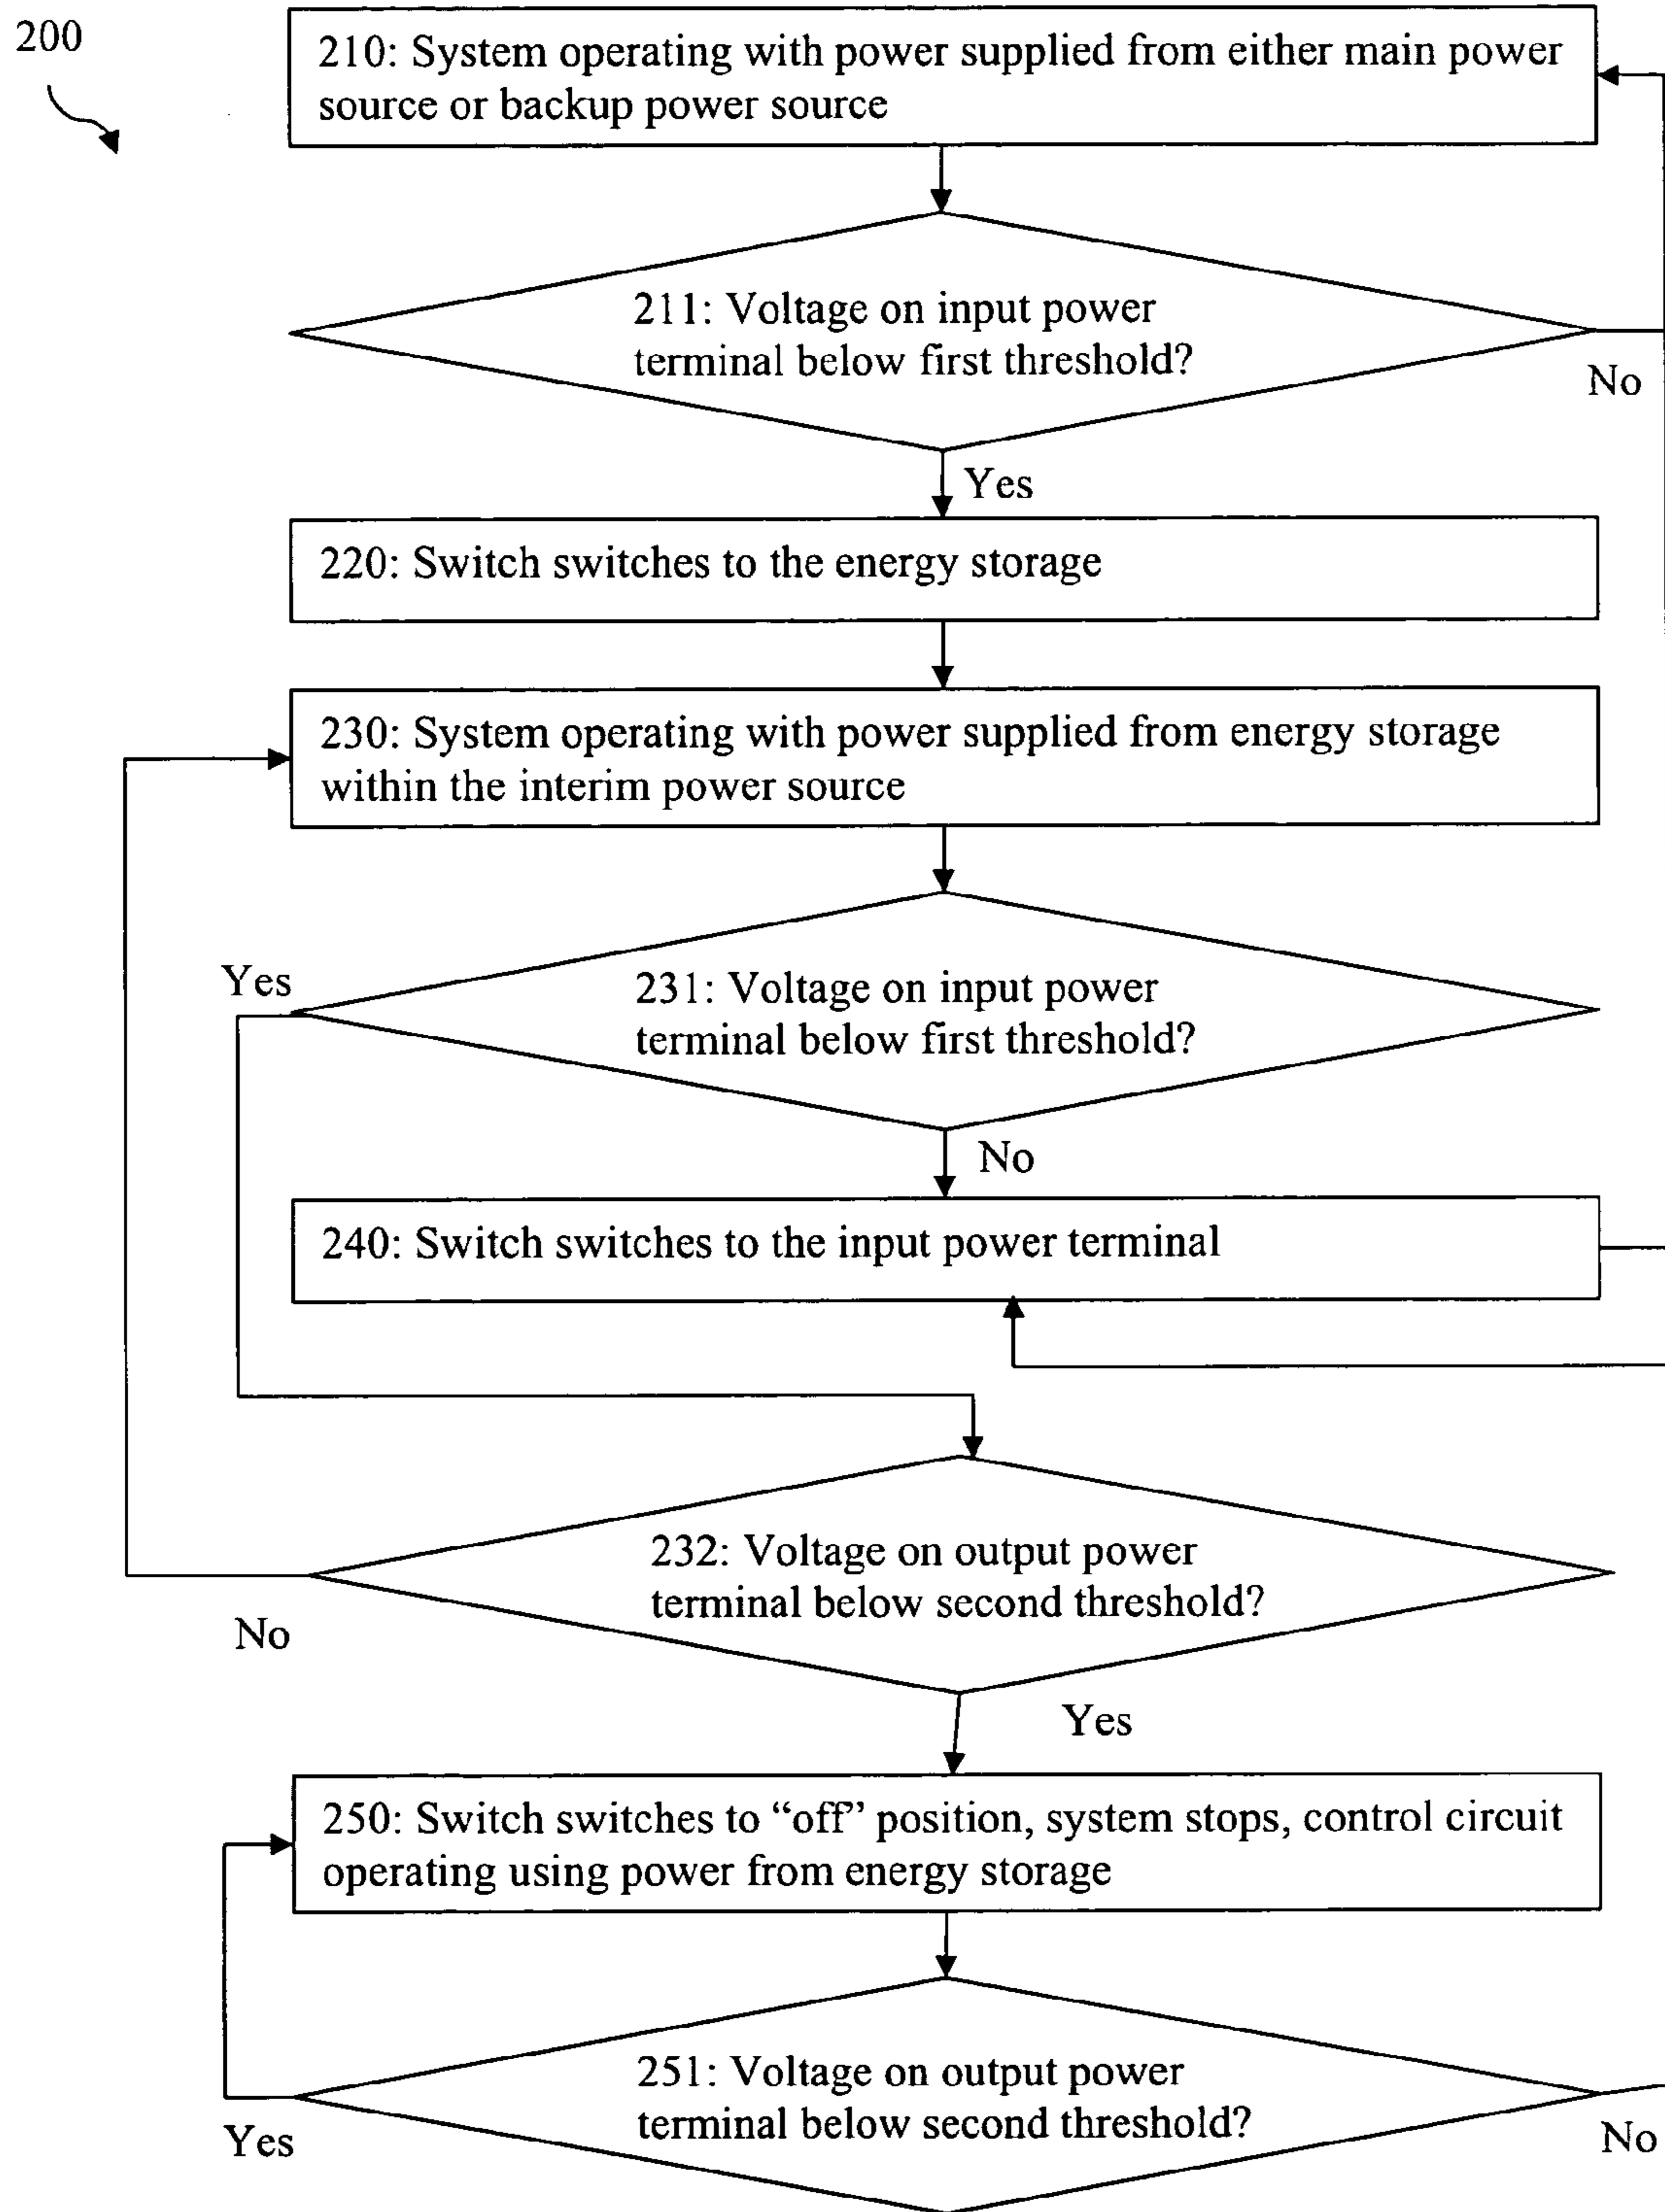 200
210: System operating with power supplied from either main power
source or backup power source
211: Voltage on input power
terminal below first threshold?
No
Yes
220: Switch switches to the energy storage
230: System operating with power supplied from energy storage
within the interim power source
Yes
231: Voltage on input power
terminal below first threshold?
No
240: Switch switches to the input power terminal
232: Voltage on output power
terminal below second threshold?
No
Yes
250: Switch switches to “off” position, system stops, control circuit
operating using power from energy storage
251: Voltage on output power
terminal below second threshold?
Yes
No